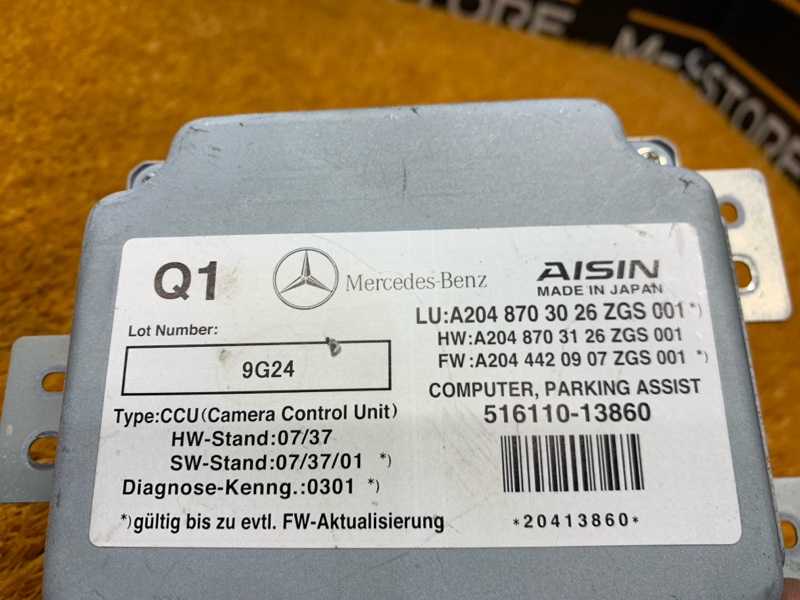 STORE
M-SSTORE
Q1
Mercedes-Benz
AISIN
MADE IN JAPAN
LU:A204 870 30 26 ZGS 001 *)
HW:A204 870 31 26 ZGS 001
FW:A204 442 09 07 ZGS 001 *)
Lot Number:
9G24
COMPUTER, PARKING ASSIST
516110-13860
Type:CCU(Camera Control Unit)
HW-Stand:07/37
SW-Stand:07/37/01 *)
Diagnose-Kenng.:0301 *)
*)gültig bis zu evtl. FW-Aktualisierung
*20413860*